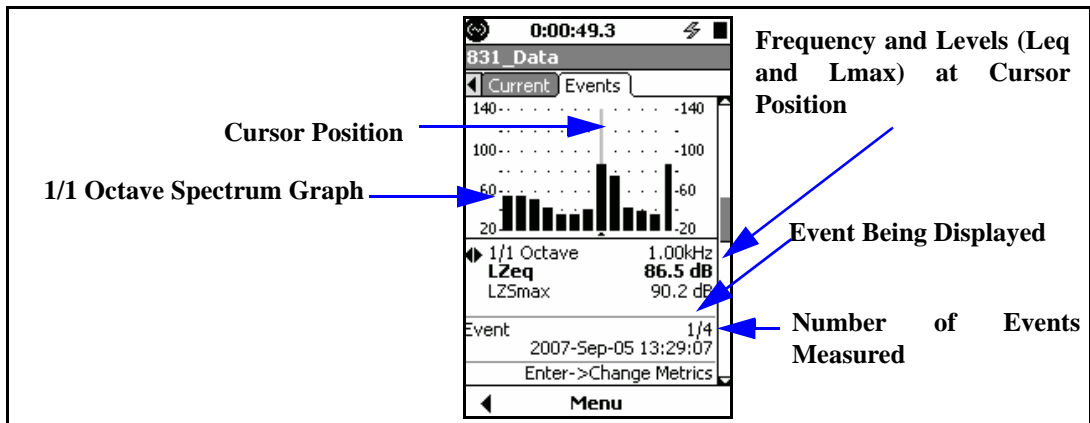 0:00:49.3
831_Data
Current Events
140 -140
100 -100
60 -60
20 -20
1/1 Octave 1.00kHz
LZeq 86.5 dB
LZSmax 90.2 dB
Event 1/4
2007-Sep-05 13:29:07
Enter->Change Metrics
Menu
Cursor Position
1/1 Octave Spectrum Graph
Frequency and Levels (Leq
and Lmax) at Cursor
Position
Event Being Displayed
Number of Events
Measured